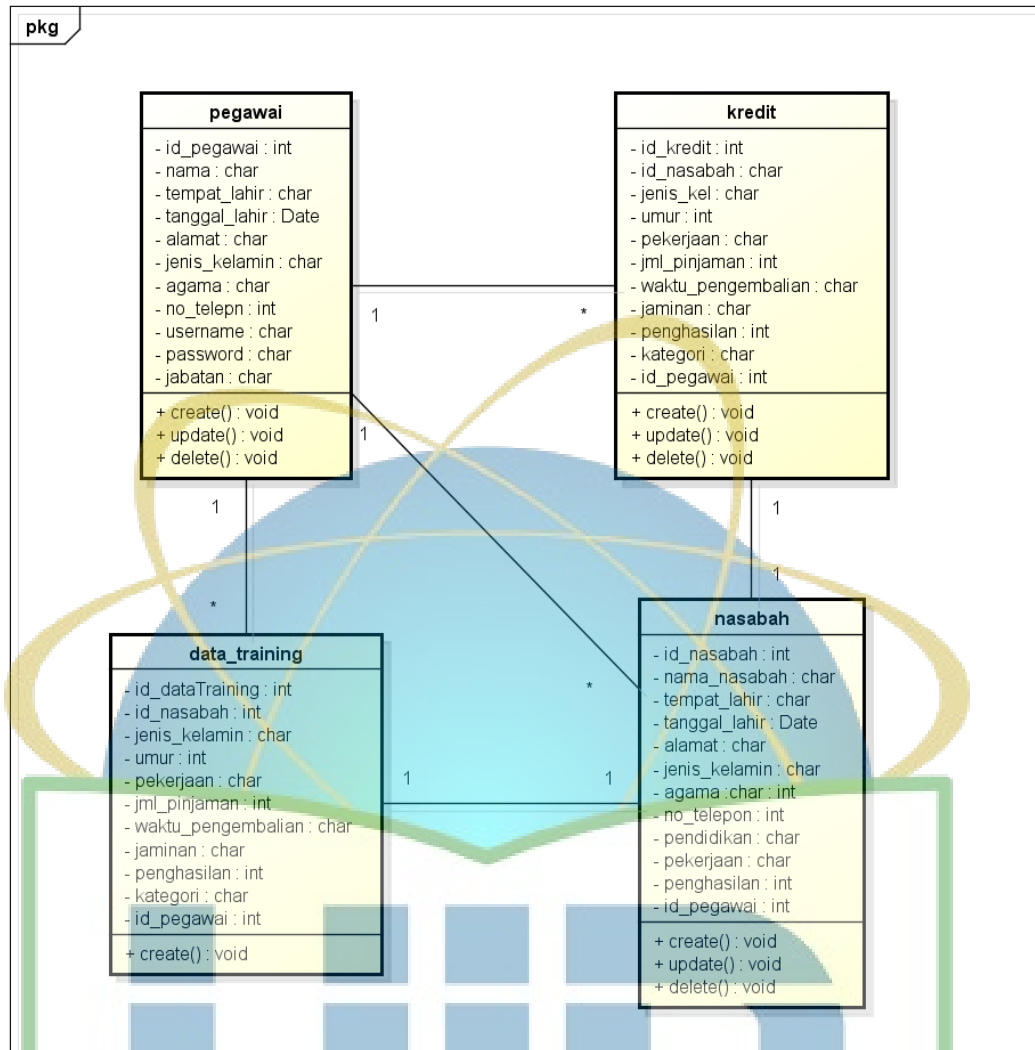 pkg
pegawai
- id_pegawai : int
- nama : char
- tempat_lahir : char
- tanggal_lahir : Date
- alamat : char
- jenis_kelamin : char
- agama : char
- no_telepn : int
- username : char
- password : char
- jabatan : char
+ create() : void
+ update() : void
+ delete() : void
kredit
- id_kredit : int
- id_nasabah : char
- jenis_kel : char
- umur : int
- pekerjaan : char
- jml_pinjaman : int
- waktu_pengembalian : char
- jaminan : char
- penghasilan : int
- kategori : char
- id_pegawai : int
+ create() : void
+ update() : void
+ delete() : void
1
*
1
1
*
1
1
*
data_training
- id_dataTraining : int
- id_nasabah : int
- jenis_kelamin : char
- umur : int
- pekerjaan : char
- jml_pinjaman : int
- waktu_pengembalian : char
- jaminan : char
- penghasilan : int
- kategori : char
- id_pegawai : int
+ create() : void
1
1
nasabah
- id_nasabah : int
- nama_nasabah : char
- tempat_lahir : char
- tanggal_lahir : Date
- alamat : char
- jenis_kelamin : char
- agama :char : int
- no_telepon : int
- pendidikan : char
- pekerjaan : char
- penghasilan : int
- id_pegawai : int
+ create() : void
+ update() : void
+ delete() : void